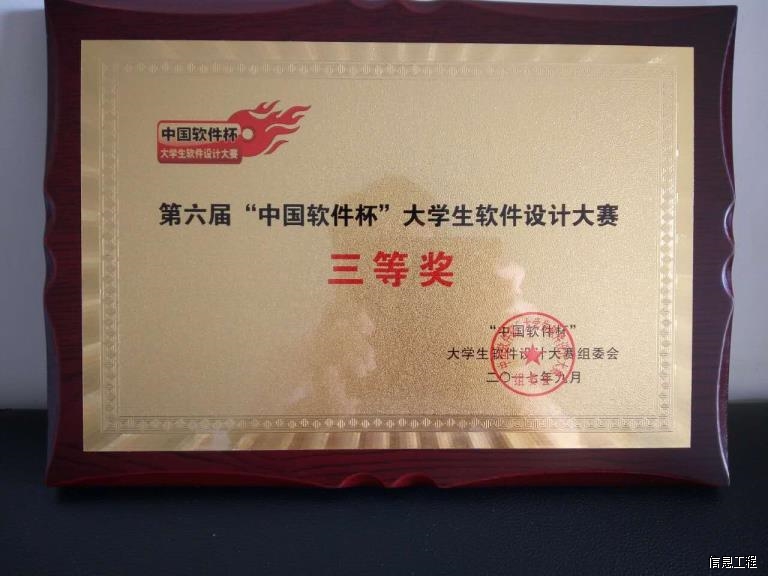 中国软件杯
大学生软件设计大赛
第六届“中国软件杯”大学生软件设计大赛
三等奖
“中国软件杯”
大学生软件设计大赛组委会
二〇一七年九月
组委会
信息工程